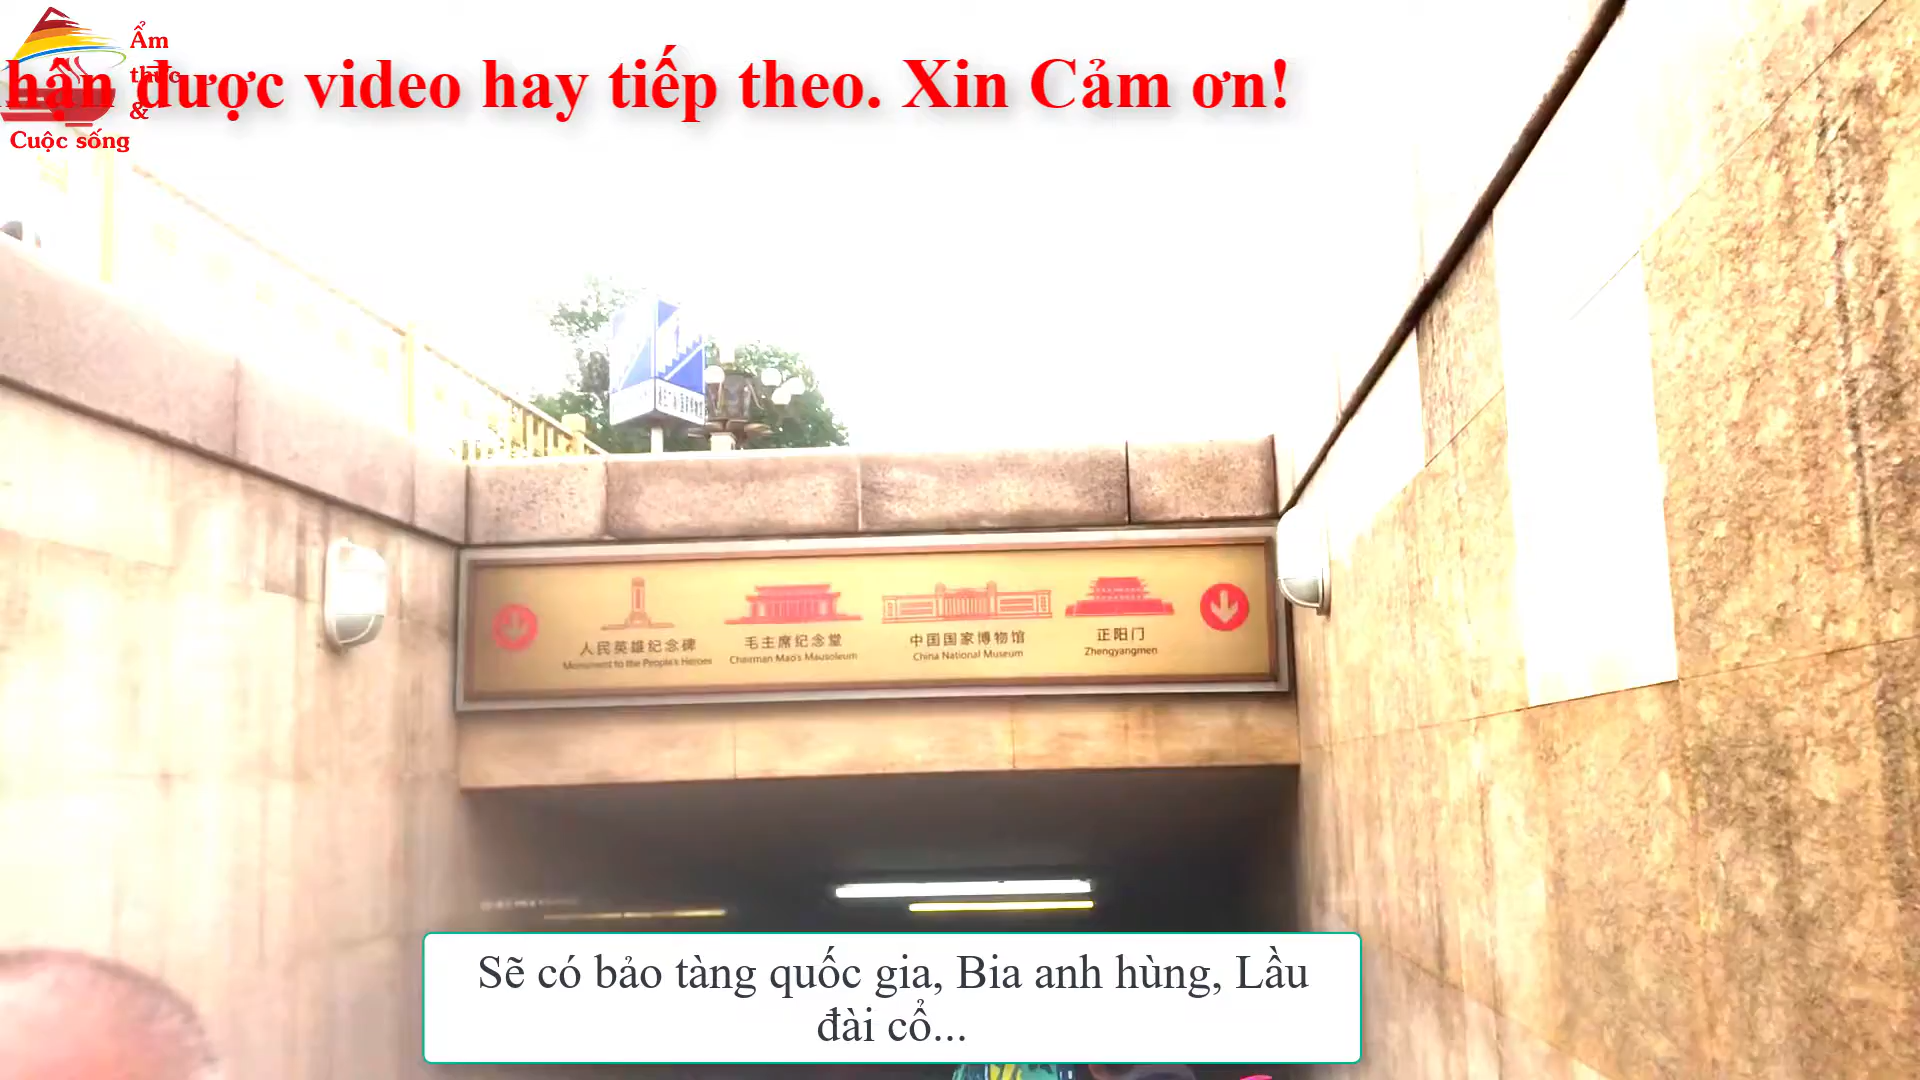 Ẩm
thực
&
Cuộc sống
hận được video hay tiếp theo. Xin Cảm ơn!
人民英雄纪念碑
Monument to the People's Heroes
毛主席纪念堂
Chairman Mao's Mausoleum
中国国家博物馆
China National Museum
正阳门
Zhengyangmen
Sẽ có bảo tàng quốc gia, Bia anh hùng, Lầu
đài cổ...